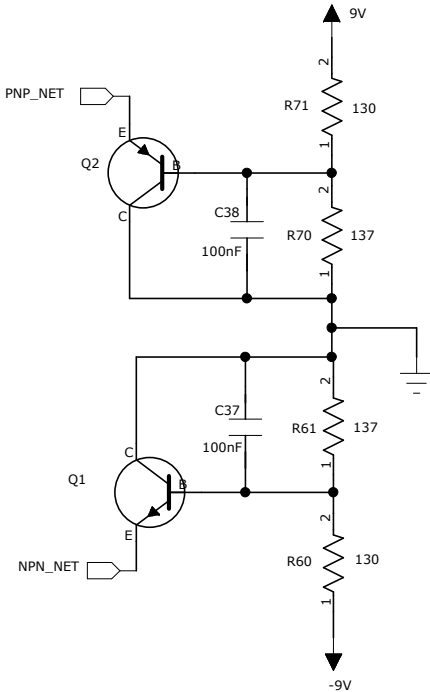 9V
2
PNP_NET
R71
130
1
E
Q2
B
2
C
C38
R70
137
100nF
1
2
C37
R61
137
C
100nF
1
Q1
B
2
E
NPN_NET
R60
130
1
-9V